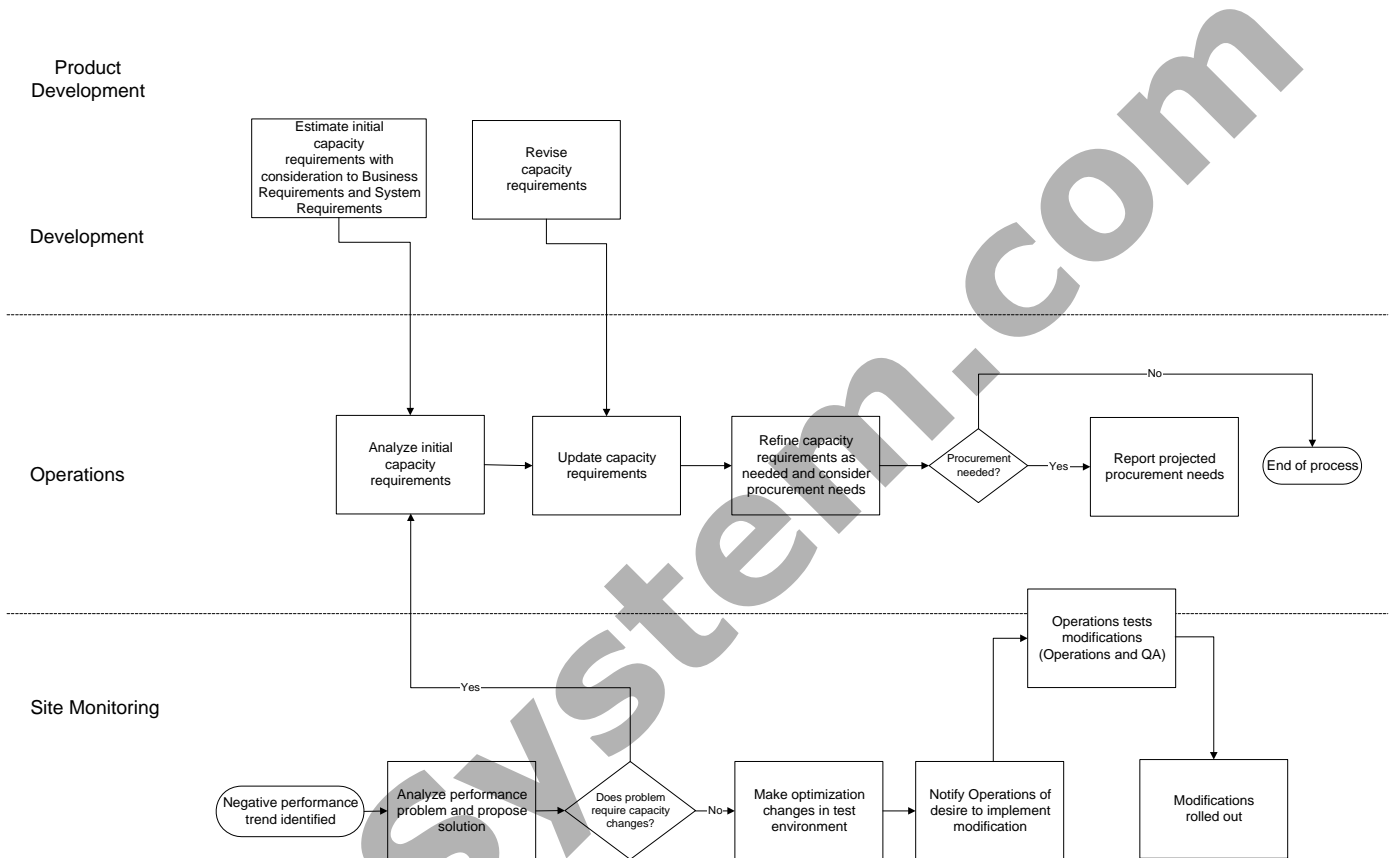 Product
Development
Estimate initial
capacity
requirements with
consideration to Business
Requirements and System
Requirements
Revise
capacity
requirements
Development
No
Analyze initial
capacity
requirements
Update capacity
requirements
Refine capacity
requirements as
needed and consider
procurement needs
Procurement
needed?
Yes
Report projected
procurement needs
End of process
Operations
Operations tests
modifications
(Operations and QA)
Yes
Site Monitoring
Negative performance
trend identified
Analyze performance
problem and propose
solution
Does problem
require capacity
changes?
No
Make optimization
changes in test
environment
Notify Operations of
desire to implement
modification
Modifications
rolled out
system.com